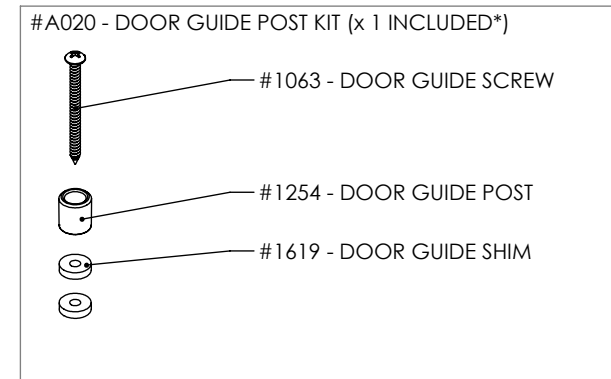 #A020 - DOOR GUIDE POST KIT (x 1 INCLUDED*)
#1063 - DOOR GUIDE SCREW
#1254 - DOOR GUIDE POST
#1619 - DOOR GUIDE SHIM